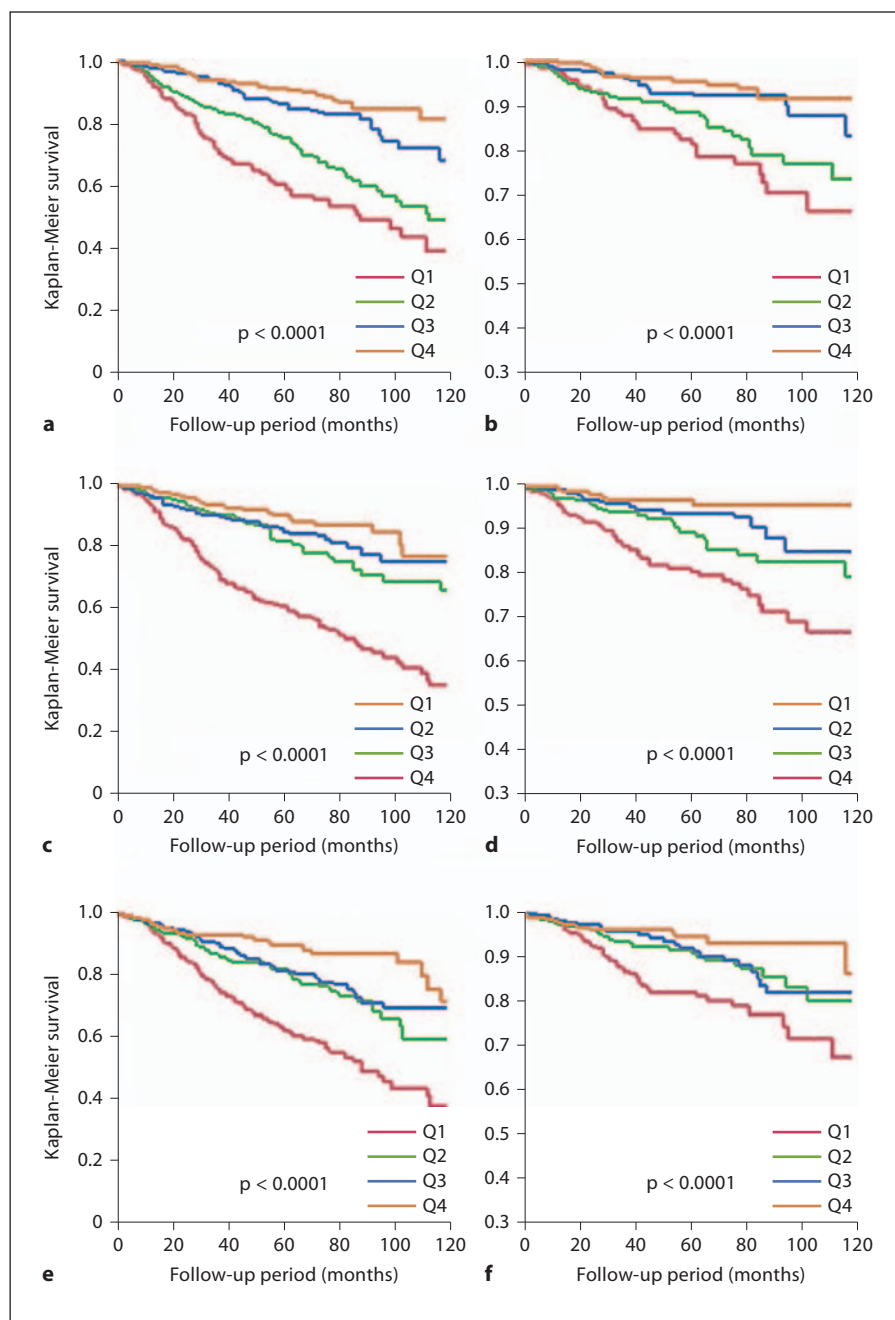 1.0
0.8
0.6
0.4
0.2
0
Kaplan-Meier survival
0 20 40 60 80 100 120
Follow-up period (months)
Q1
Q2
Q3
Q4
p < 0.0001
a
1.0
0.9
0.8
0.7
0.6
0.5
0.4
0.3
0 20 40 60 80 100 120
Follow-up period (months)
Q1
Q2
Q3
Q4
p < 0.0001
b
1.0
0.8
0.6
0.4
0.2
0
Kaplan-Meier survival
0 20 40 60 80 100 120
Follow-up period (months)
Q1
Q2
Q3
Q4
p < 0.0001
c
1.0
0.9
0.8
0.7
0.6
0.5
0.4
0.3
0 20 40 60 80 100 120
Follow-up period (months)
Q1
Q2
Q3
Q4
p < 0.0001
d
1.0
0.8
0.6
0.4
0.2
0
Kaplan-Meier survival
0 20 40 60 80 100 120
Follow-up period (months)
Q1
Q2
Q3
Q4
p < 0.0001
e
1.0
0.9
0.8
0.7
0.6
0.5
0.4
0.3
0 20 40 60 80 100 120
Follow-up period (months)
Q1
Q2
Q3
Q4
p < 0.0001
f